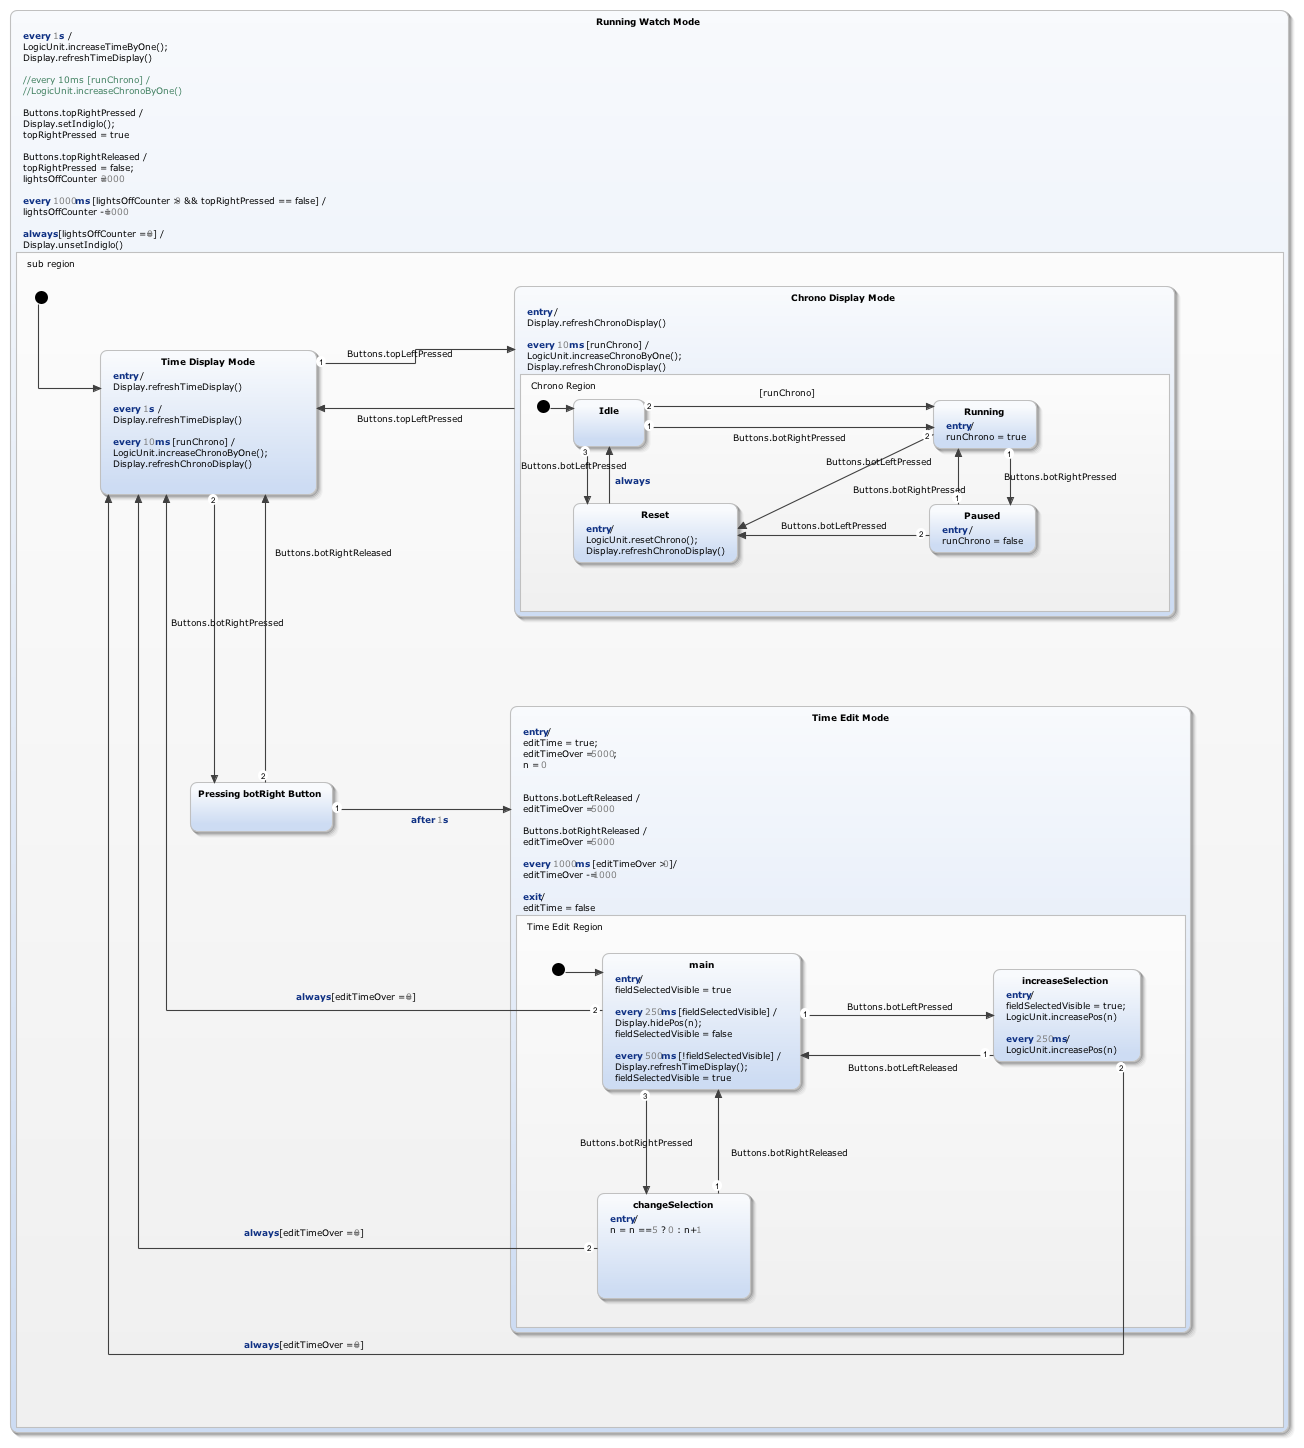 Running Watch Mode
every 1s /
LogicUnit.increaseTimeByOne();
Display.refreshTimeDisplay()
//every 10ms [runChrono] /
//LogicUnit.increaseChronoByOne()
Buttons.topRightPressed /
Display.setIndiglo();
topRightPressed = true
Buttons.topRightReleased /
topRightPressed = false;
lightsOffCounter = 2000
every 1000ms [lightsOffCounter > 0 && topRightPressed == false] /
lightsOffCounter -= 1000
always [lightsOffCounter == 0] /
Display.unsetIndiglo()
sub region
Time Display Mode
entry /
Display.refreshTimeDisplay()
every 1s /
Display.refreshTimeDisplay()
every 10ms [runChrono] /
LogicUnit.increaseChronoByOne();
Display.refreshChronoDisplay()
1
Buttons.topLeftPressed
Buttons.topLeftPressed
Chrono Display Mode
entry /
Display.refreshChronoDisplay()
every 10ms [runChrono] /
LogicUnit.increaseChronoByOne();
Display.refreshChronoDisplay()
Chrono Region
Idle
2
[runChrono]
1
Buttons.botRightPressed
Running
entry/
runChrono = true
3
Buttons.botLeftPressed
always
2
Buttons.botLeftPressed
1
Buttons.botRightPressed
Buttons.botRightPressed
1
Reset
entry/
LogicUnit.resetChrono();
Display.refreshChronoDisplay()
Buttons.botLeftPressed
2
Paused
entry /
runChrono = false
2
Buttons.botRightReleased
Buttons.botRightPressed
2
Pressing botRight Button
1
after 1s
Time Edit Mode
entry/
editTime = true;
editTimeOver = 5000;
n = 0
Buttons.botLeftReleased /
editTimeOver = 5000
Buttons.botRightReleased /
editTimeOver = 5000
every 1000ms [editTimeOver > 0]/
editTimeOver -= 1000
exit/
editTime = false
Time Edit Region
main
entry/
fieldSelectedVisible = true
every 250ms [fieldSelectedVisible] /
Display.hidePos(n);
fieldSelectedVisible = false
every 500ms [!fieldSelectedVisible] /
Display.refreshTimeDisplay();
fieldSelectedVisible = true
always [editTimeOver == 0]
2
1
Buttons.botLeftPressed
increaseSelection
entry/
fieldSelectedVisible = true;
LogicUnit.increasePos(n)
every 250ms/
LogicUnit.increasePos(n)
1
Buttons.botLeftReleased
2
3
Buttons.botRightPressed
Buttons.botRightReleased
1
changeSelection
entry/
n = n ==5 ? 0 : n+1
always [editTimeOver == 0]
2
always [editTimeOver == 0]